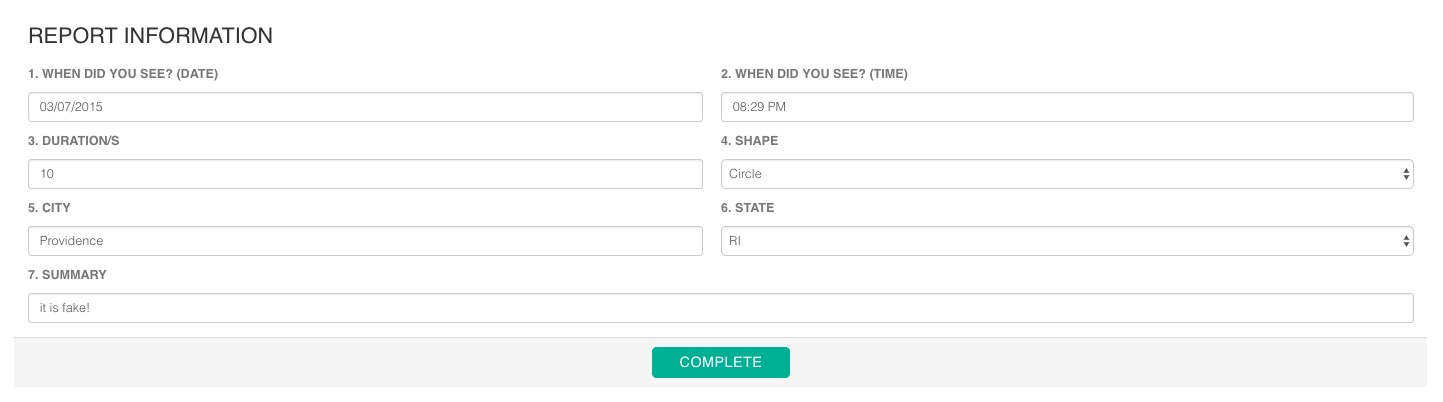 REPORT INFORMATION
1. WHEN DID YOU SEE? (DATE)
2. WHEN DID YOU SEE? (TIME)
03/07/2015
08:29 PM
3. DURATION/S
4. SHAPE
10
Circle
5. CITY
6. STATE
Providence
RI
7. SUMMARY
it is fake!
COMPLETE